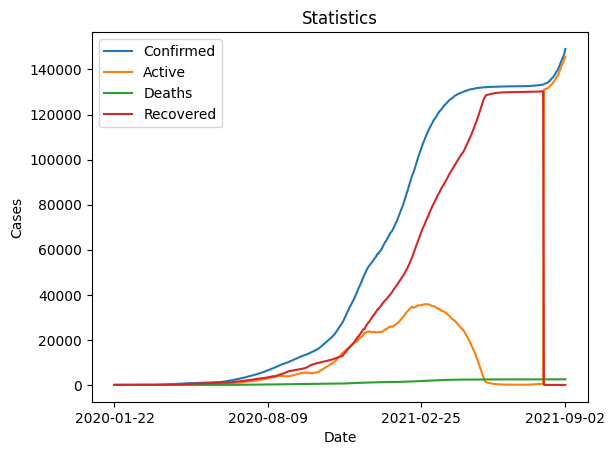 Statistics
Confirmed
Active
Deaths
Recovered
140000
120000
100000
80000
60000
40000
20000
0
Cases
2020-01-22
2020-08-09
2021-02-25
2021-09-02
Date